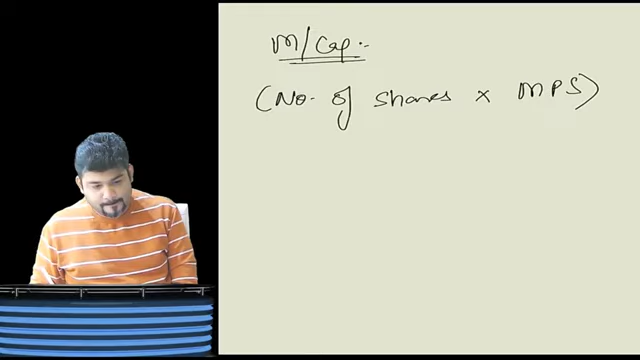 M/Cap:-
(No. of shares × MPS)